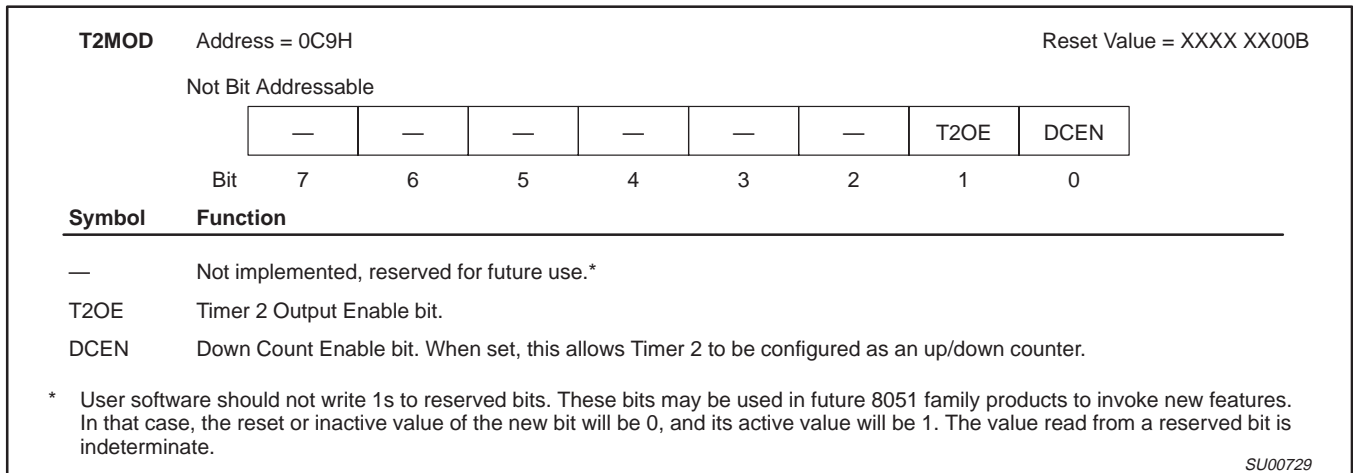 T2MOD Address = 0C9H Reset Value = XXXX XX00B
Not Bit Addressable
— — — — — — T2OE DCEN
Bit 7 6 5 4 3 2 1 0
Symbol Function
— Not implemented, reserved for future use.*
T2OE Timer 2 Output Enable bit.
DCEN Down Count Enable bit. When set, this allows Timer 2 to be configured as an up/down counter.
* User software should not write 1s to reserved bits. These bits may be used in future 8051 family products to invoke new features.
In that case, the reset or inactive value of the new bit will be 0, and its active value will be 1. The value read from a reserved bit is
indeterminate.
SU00729